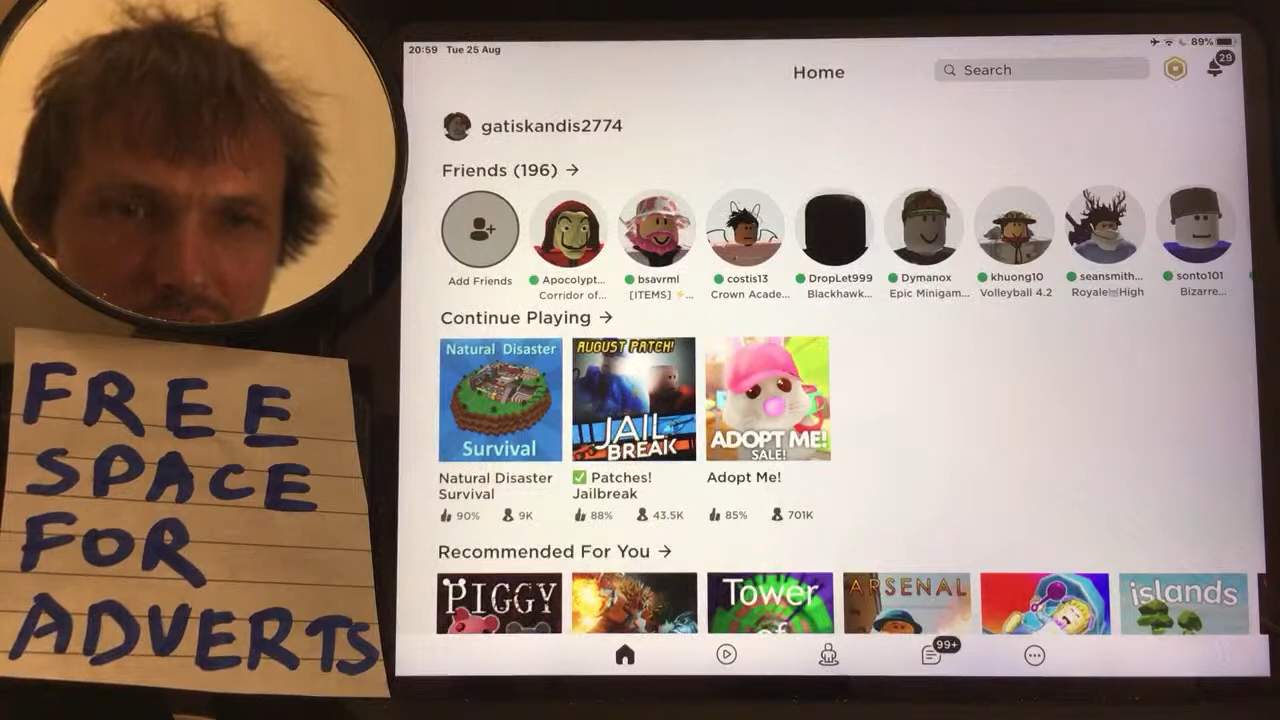 20:59 Tue 25 Aug
89%
Home
Search
29
gatiskandis2774
Friends (196) →
Add Friends
Apocolypt...
Corridor of...
bsavrml
[ITEMS] ⚡...
costis13
Crown Acade...
DropLet999
Blackhawk...
Dymanox
Epic Minigam...
khuong10
Volleyball 4.2
seansmith...
Royale High
sonto101
Bizarre...
Continue Playing →
Natural Disaster
Survival
AUGUST PATCH!
JAIL
BREAK
ADOPT ME!
SALE!
Natural Disaster
Survival
✅ Patches!
Jailbreak
Adopt Me!
90% 9K
88% 43.5K
85% 701K
Recommended For You →
PIGGY
Tower
of
ARSENAL
islands
99+
FREE
SPACE
FOR
ADVERTS